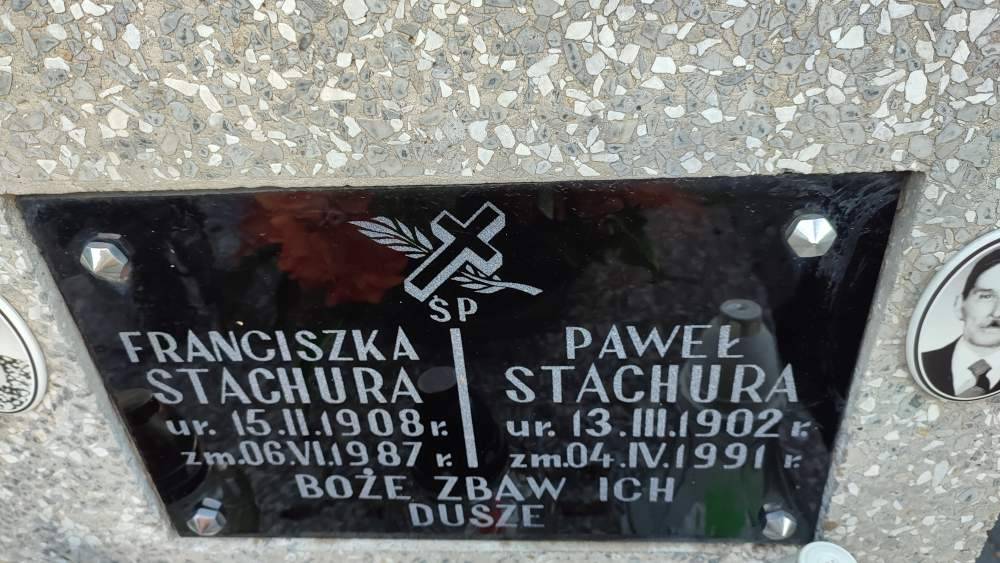 ŚP
FRANCISZKA
STACHURA
ur. 15.II.1908 r.
zm.06.VI.1987 r.
PAWEŁ
STACHURA
ur. 13.III.1902 r.
zm.04.IV.1991 r.
BOŻE ZBAW ICH
DUSZE